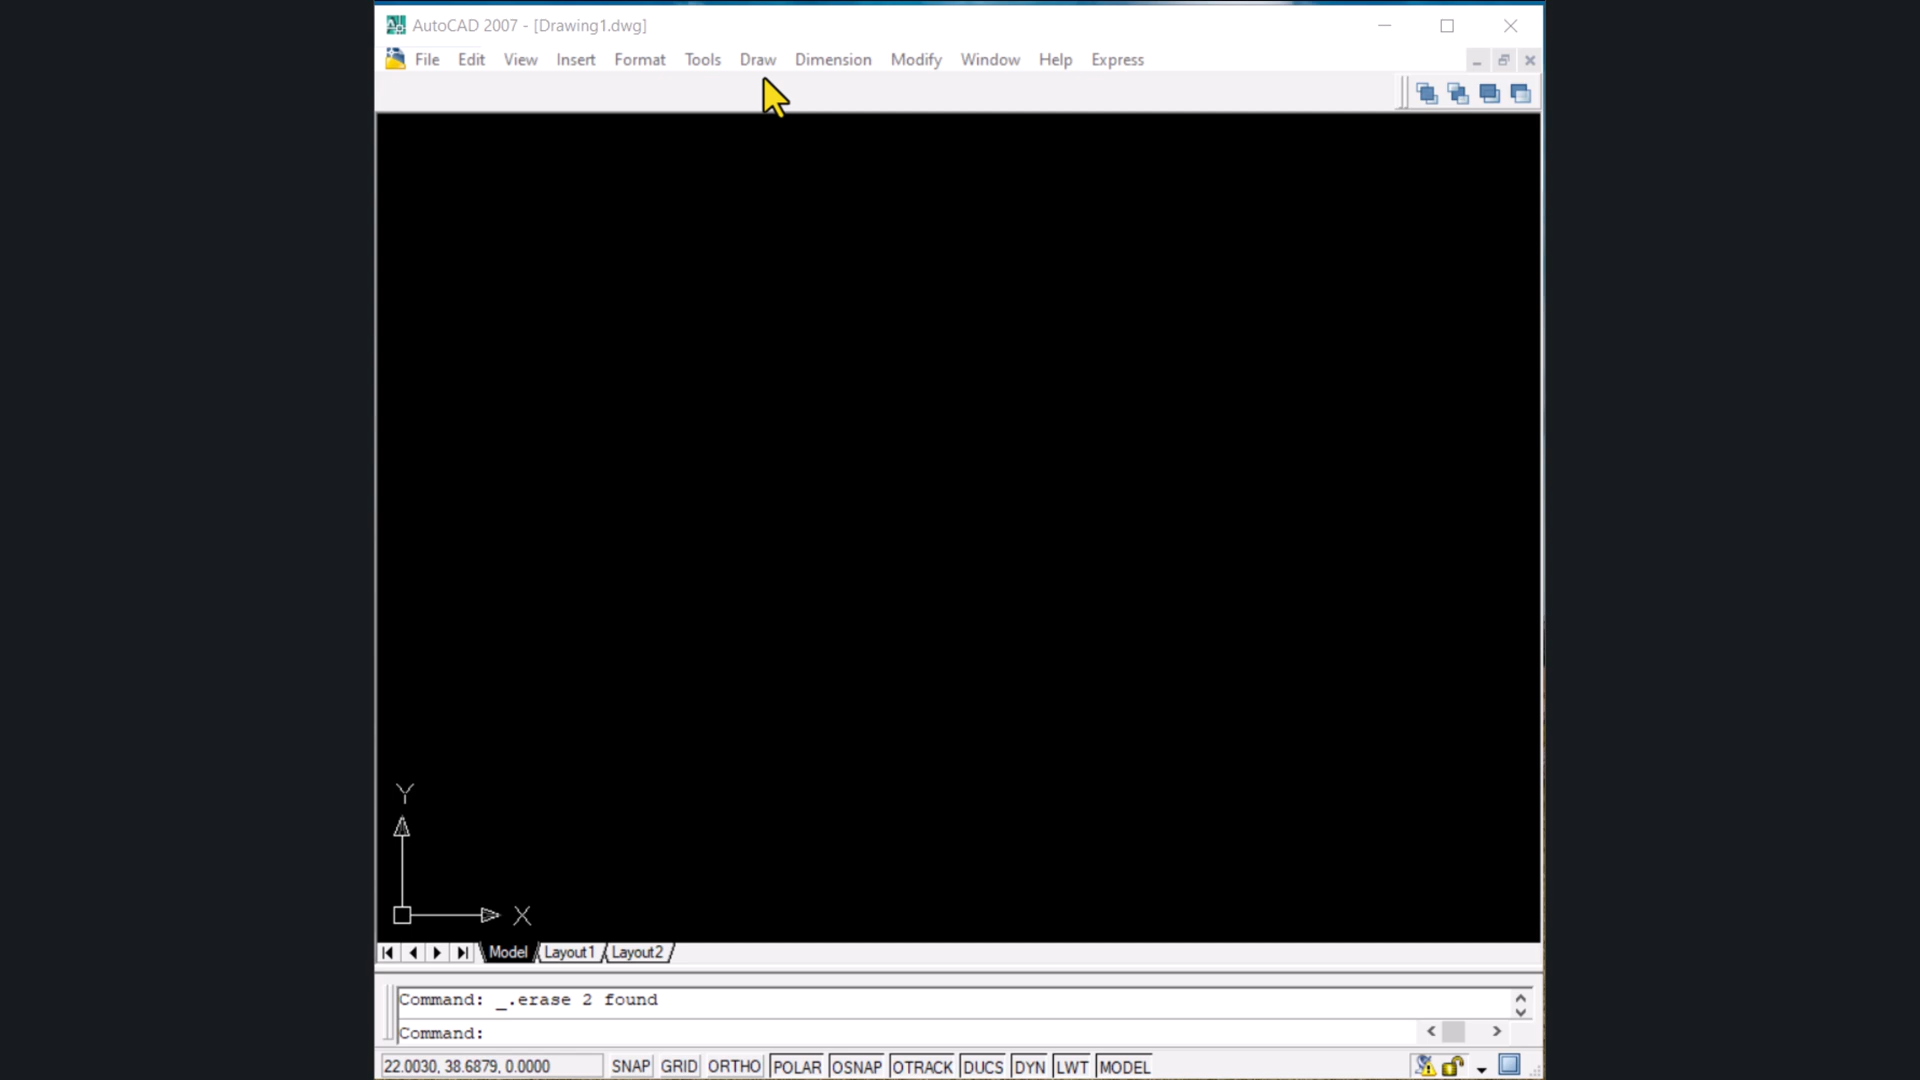 AutoCAD 2007 - [Drawing1.dwg]
File Edit View Insert Format Tools Draw Dimension Modify Window Help Express
Y
X
Model Layout1 Layout2
Command: _.erase 2 found
Command:
22.0030, 38.6879, 0.0000 SNAP GRID ORTHO POLAR OSNAP OTRACK DUCS DYN LWT MODEL